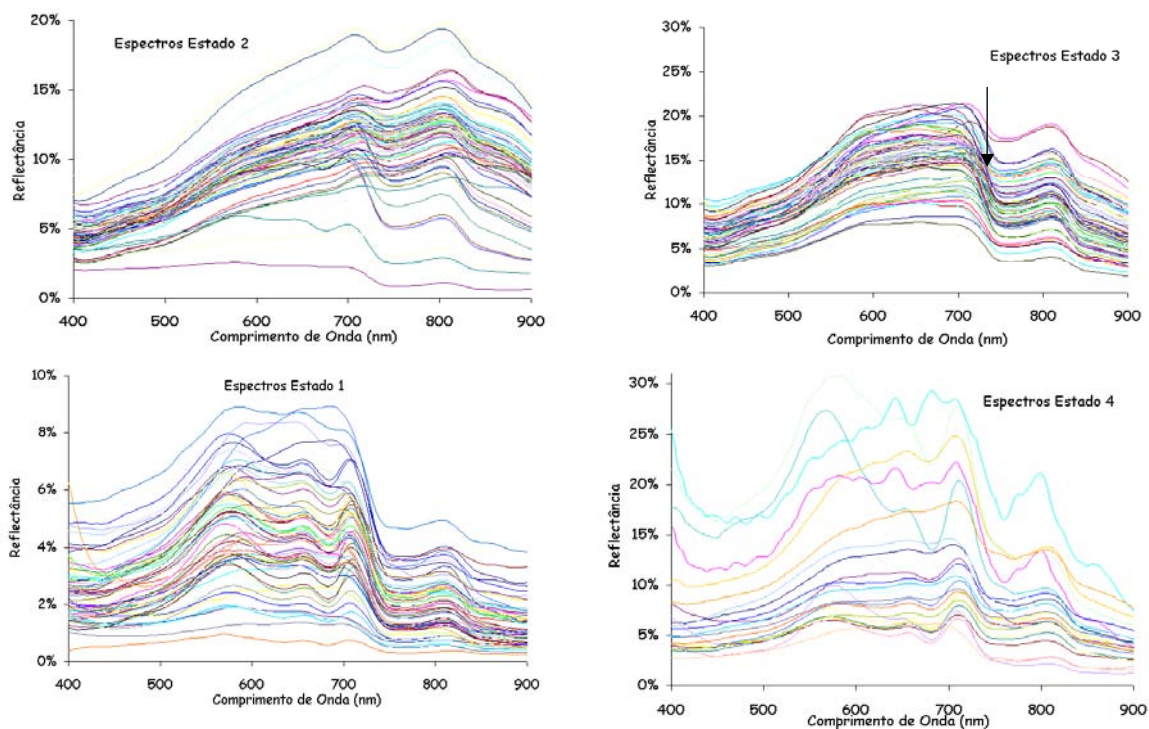 Espectros Estado 2
Reflectância
20%
15%
10%
5%
0%
400 500 600 700 800 900
Comprimento de Onda (nm)
Espectros Estado 3
Reflectância
30%
25%
20%
15%
10%
5%
0%
400 500 600 700 800 900
Comprimento de Onda (nm)
Espectros Estado 1
Reflectância
10%
8%
6%
4%
2%
0%
400 500 600 700 800 900
Comprimento de Onda (nm)
Espectros Estado 4
Reflectância
30%
25%
20%
15%
10%
5%
0%
400 500 600 700 800 900
Comprimento de Onda (nm)